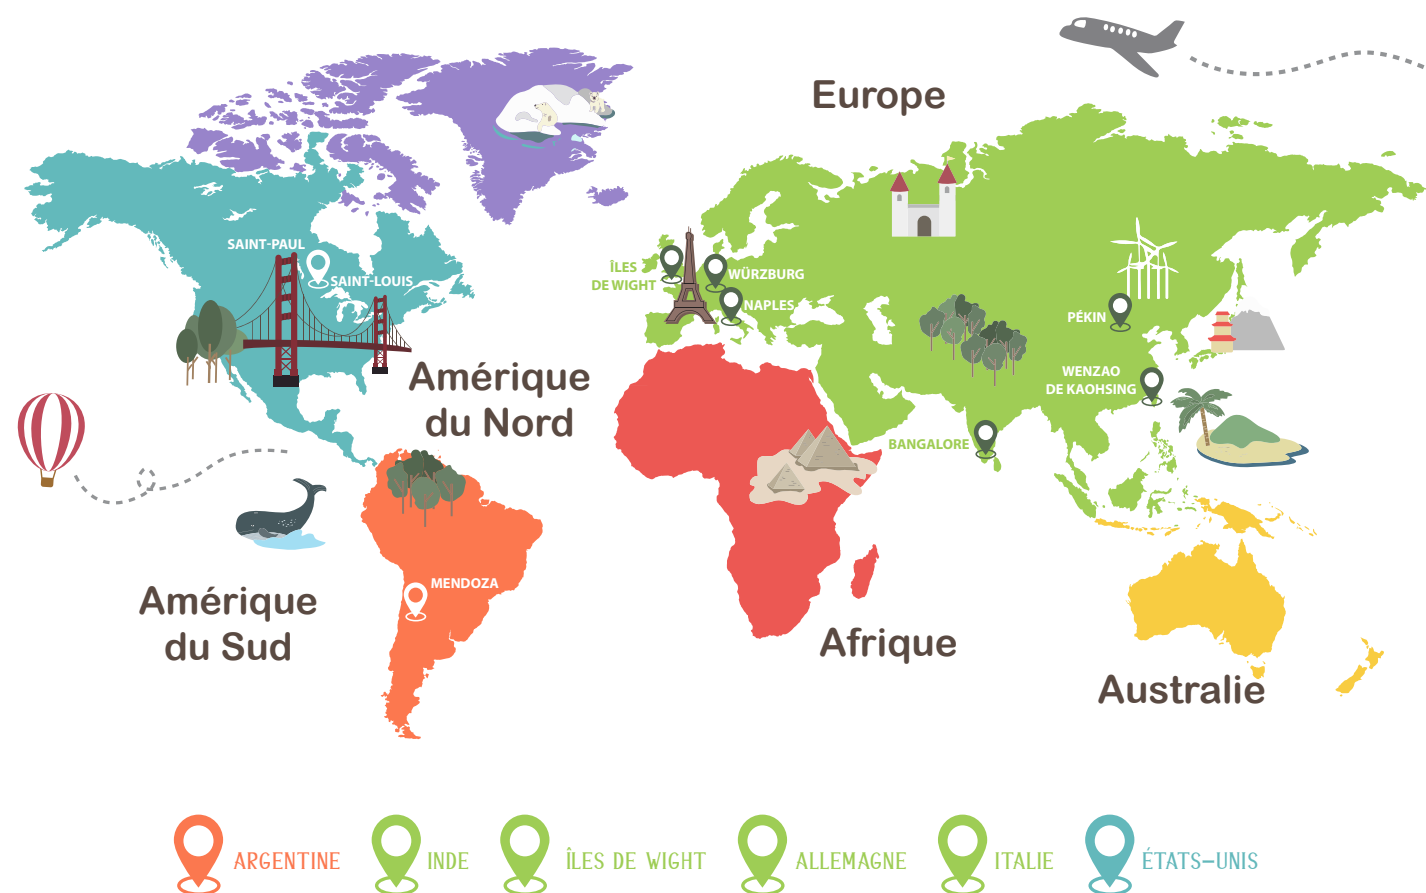 Europe
SAINT-PAUL
SAINT-LOUIS
ÎLES
DE WIGHT
WÜRZBURG
NAPLES
PÉKIN
WENZAO
DE KAOHSING
BANGALORE
Amérique
du Nord
MENDOZA
Amérique
du Sud
Afrique
Australie
ARGENTINE
INDE
ÎLES DE WIGHT
ALLEMAGNE
ITALIE
ÉTATS-UNIS